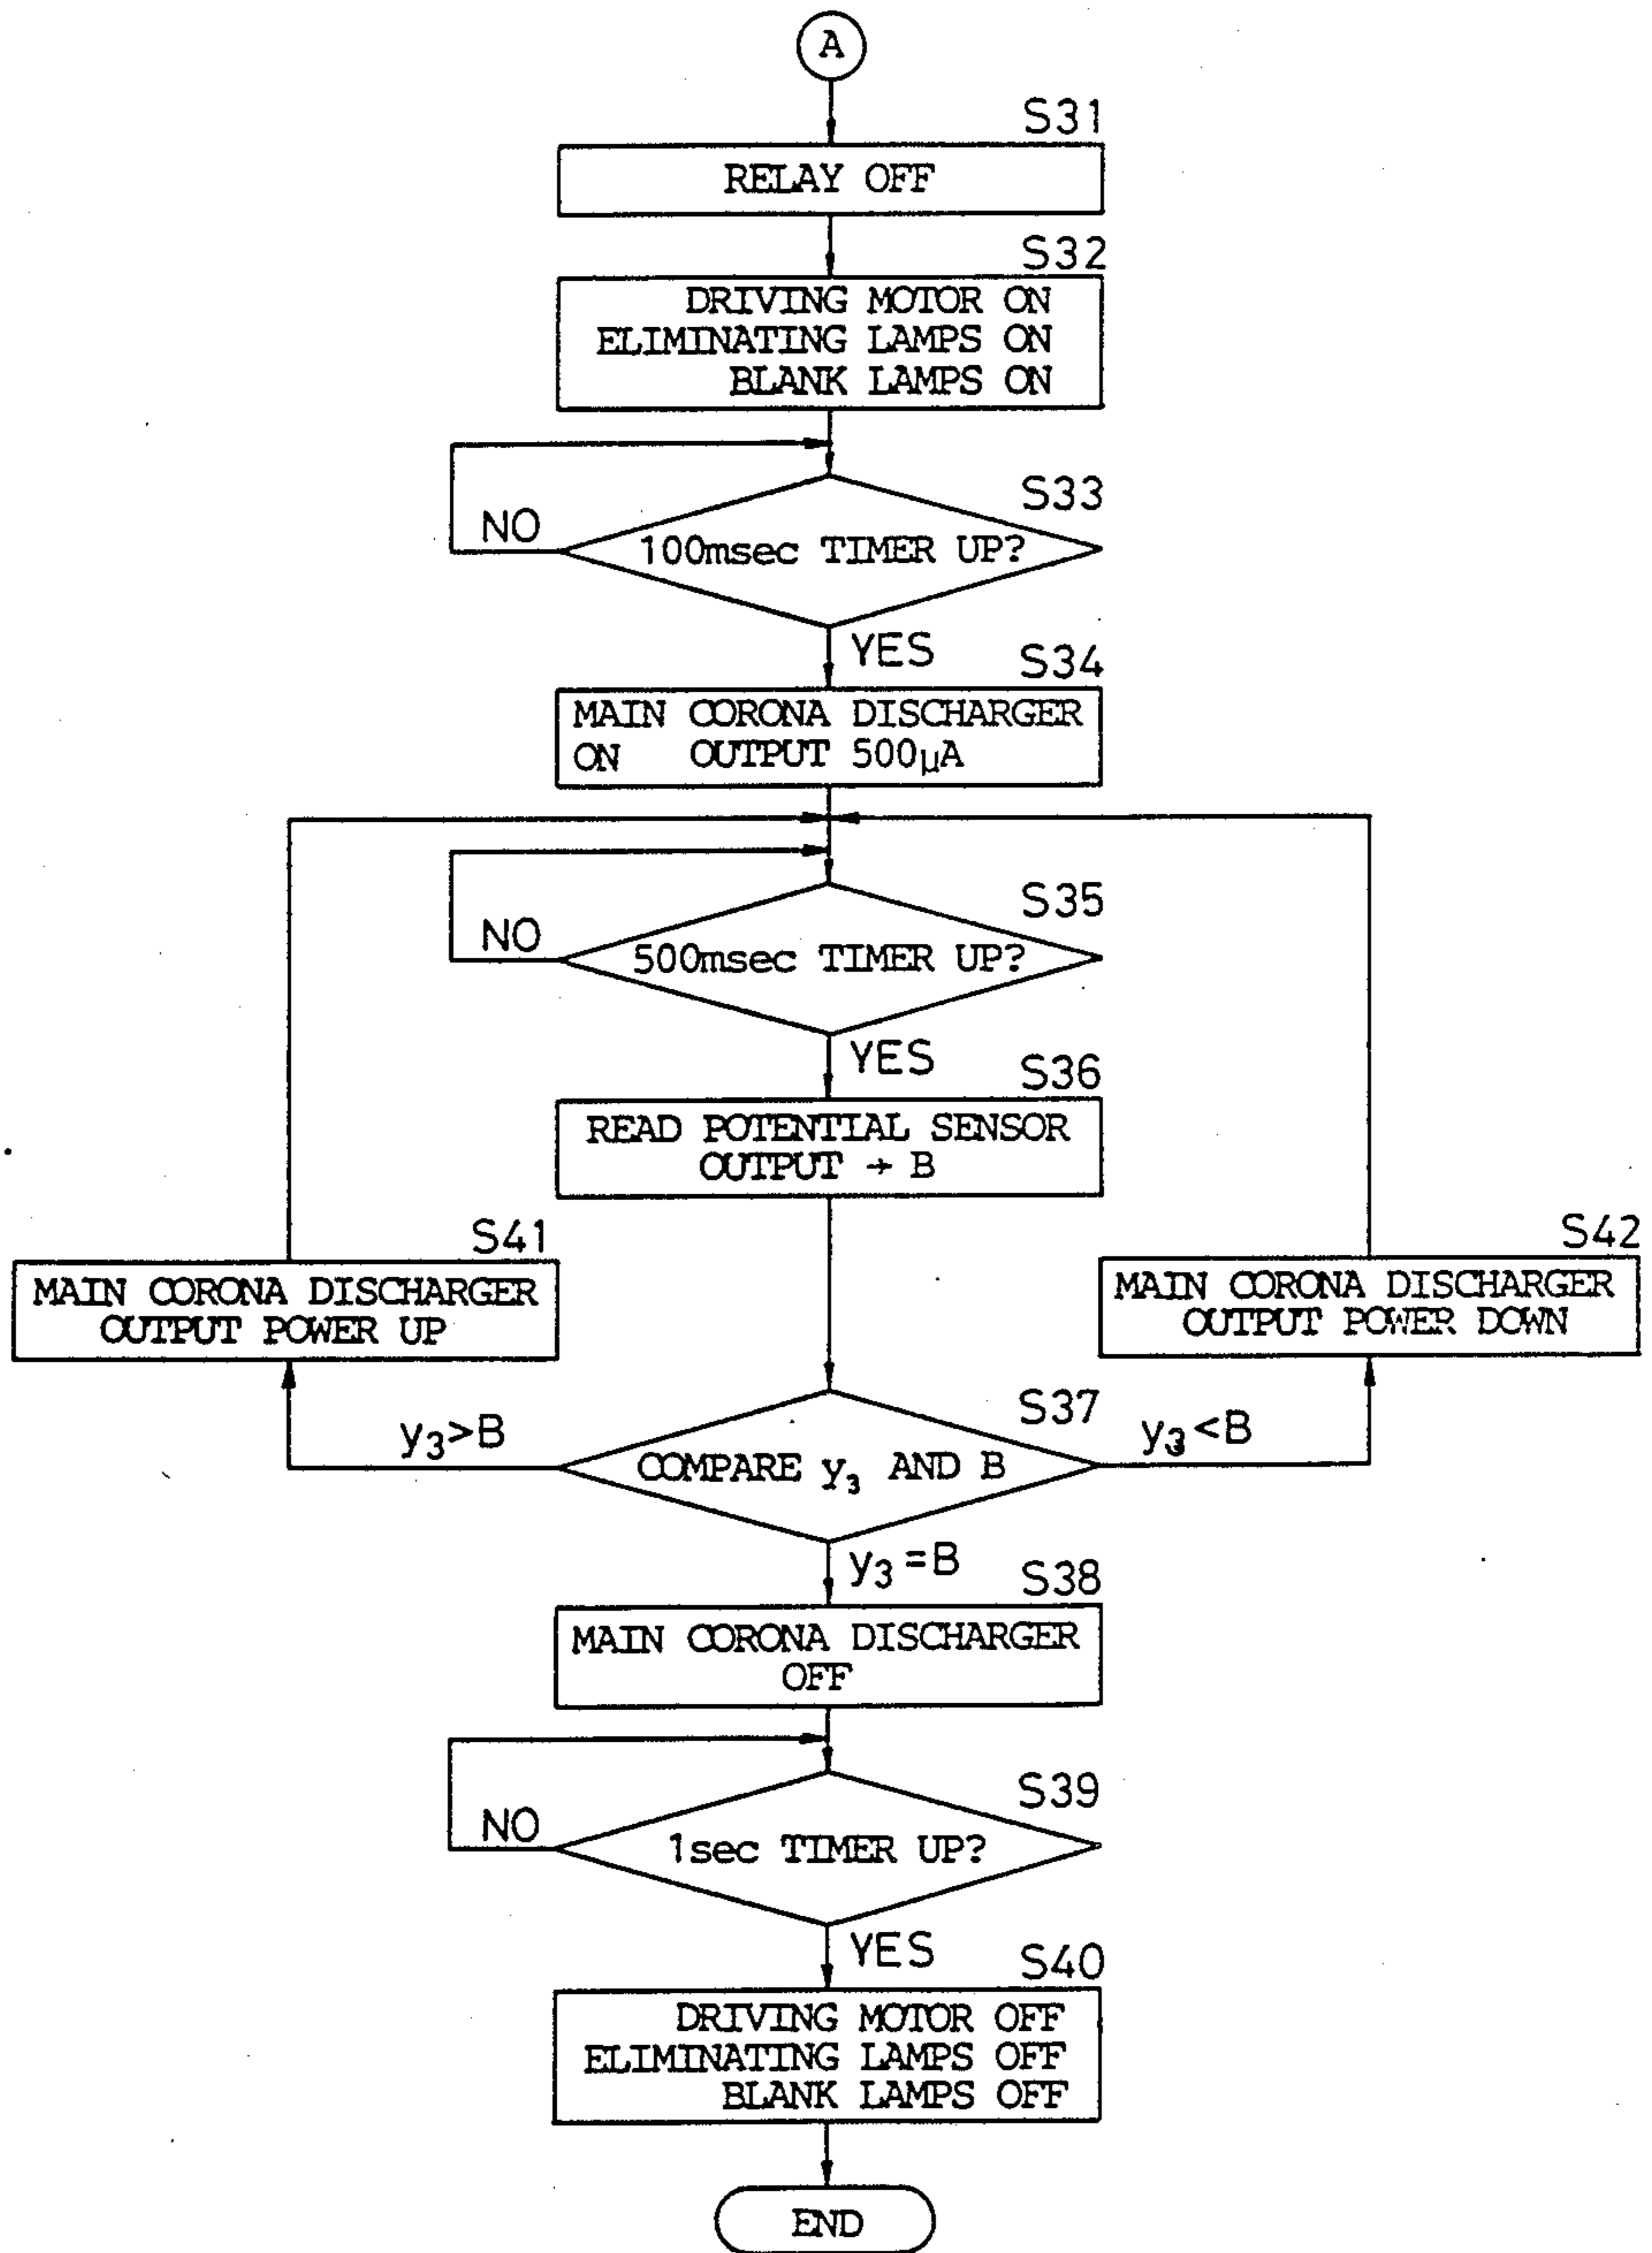 A
S31
RELAY OFF
S32
DRIVING MOTOR ON
ELIMINATING LAMPS ON
BLANK LAMPS ON
S33
NO
100msec TIMER UP?
YES
S34
MAIN CORONA DISCHARGER
ON OUTPUT 500μA
S35
NO
500msec TIMER UP?
YES
S36
READ POTENTIAL SENSOR
OUTPUT → B
S41
MAIN CORONA DISCHARGER
OUTPUT POWER UP
S42
MAIN CORONA DISCHARGER
OUTPUT POWER DOWN
S37
y₃>B
COMPARE y₃ AND B
y₃<B
y₃=B
S38
MAIN CORONA DISCHARGER
OFF
S39
NO
1sec TIMER UP?
YES
S40
DRIVING MOTOR OFF
ELIMINATING LAMPS OFF
BLANK LAMPS OFF
END